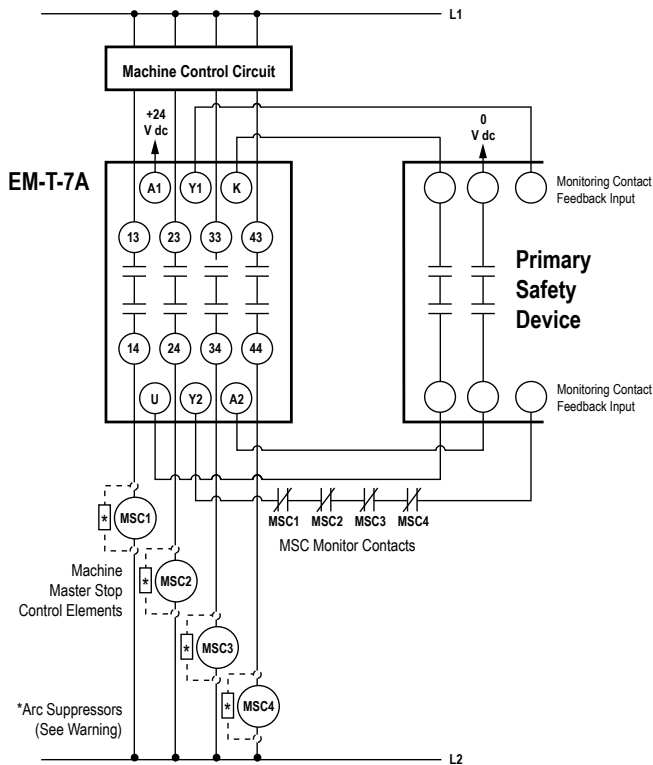 L1
Machine Control Circuit
+24
V dc
0
V dc
EM-T-7A
A1
Y1
K
Monitoring Contact
Feedback Input
13
23
33
43
Primary
Safety
Device
14
24
34
44
U
Y2
A2
Monitoring Contact
Feedback Input
MSC1
MSC2
MSC3
MSC4
MSC Monitor Contacts
*
MSC1
Machine
Master Stop
Control Elements
*
MSC2
*
MSC3
*
MSC4
*Arc Suppressors
(See Warning)
L2